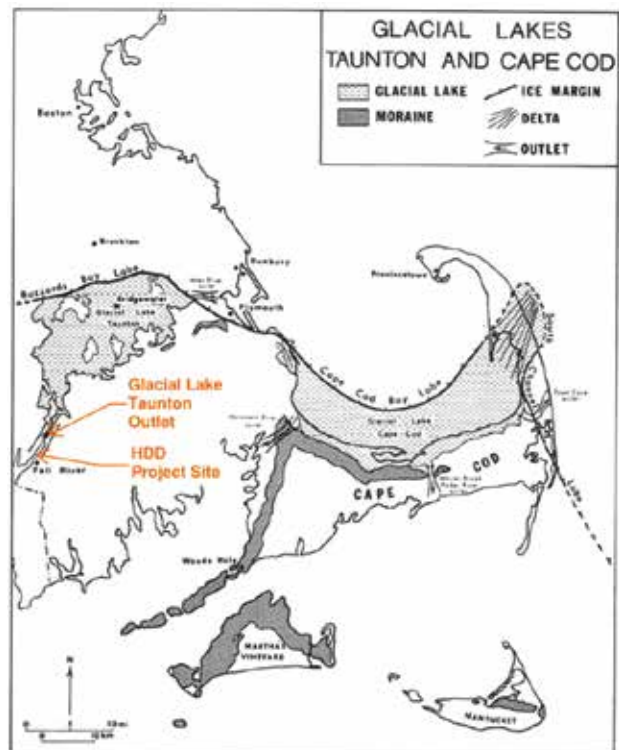 GLACIAL LAKES
TAUNTON AND CAPE COD
GLACIAL LAKE
ICE MARGIN
MORAINE
DELTA
OUTLET
Boston
Brockton
Duxbury
Provincetown
Buzzards Bay Lobe
Bridgewater
Glacial Lake
Taunton
Plymouth
Cape Cod Bay Lobe
Glacial Lake
Cape Cod
Glacial Lake
Taunton
Outlet
HDD
Project Site
Fall River
CAPE
COD
Woods Hole
MARTHAS
VINEYARD
NANTUCKET
N
0
10km